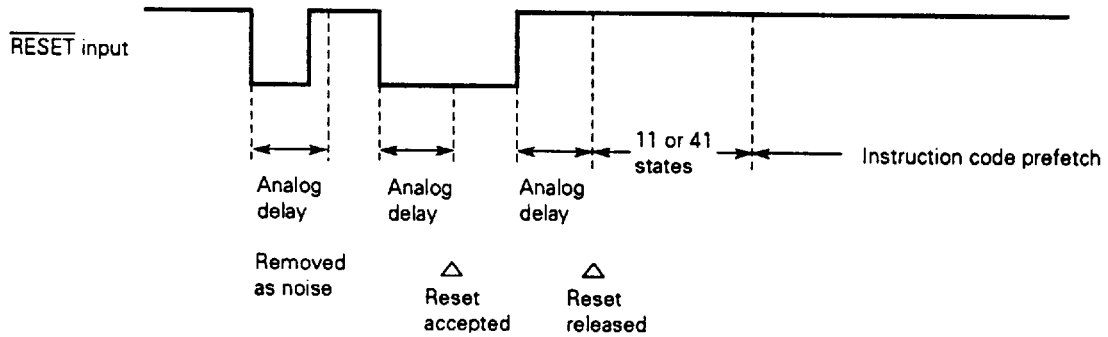 RESET input
11 or 41
states
Instruction code prefetch
Analog
delay
Analog
delay
Analog
delay
Removed
as noise
Reset
accepted
Reset
released